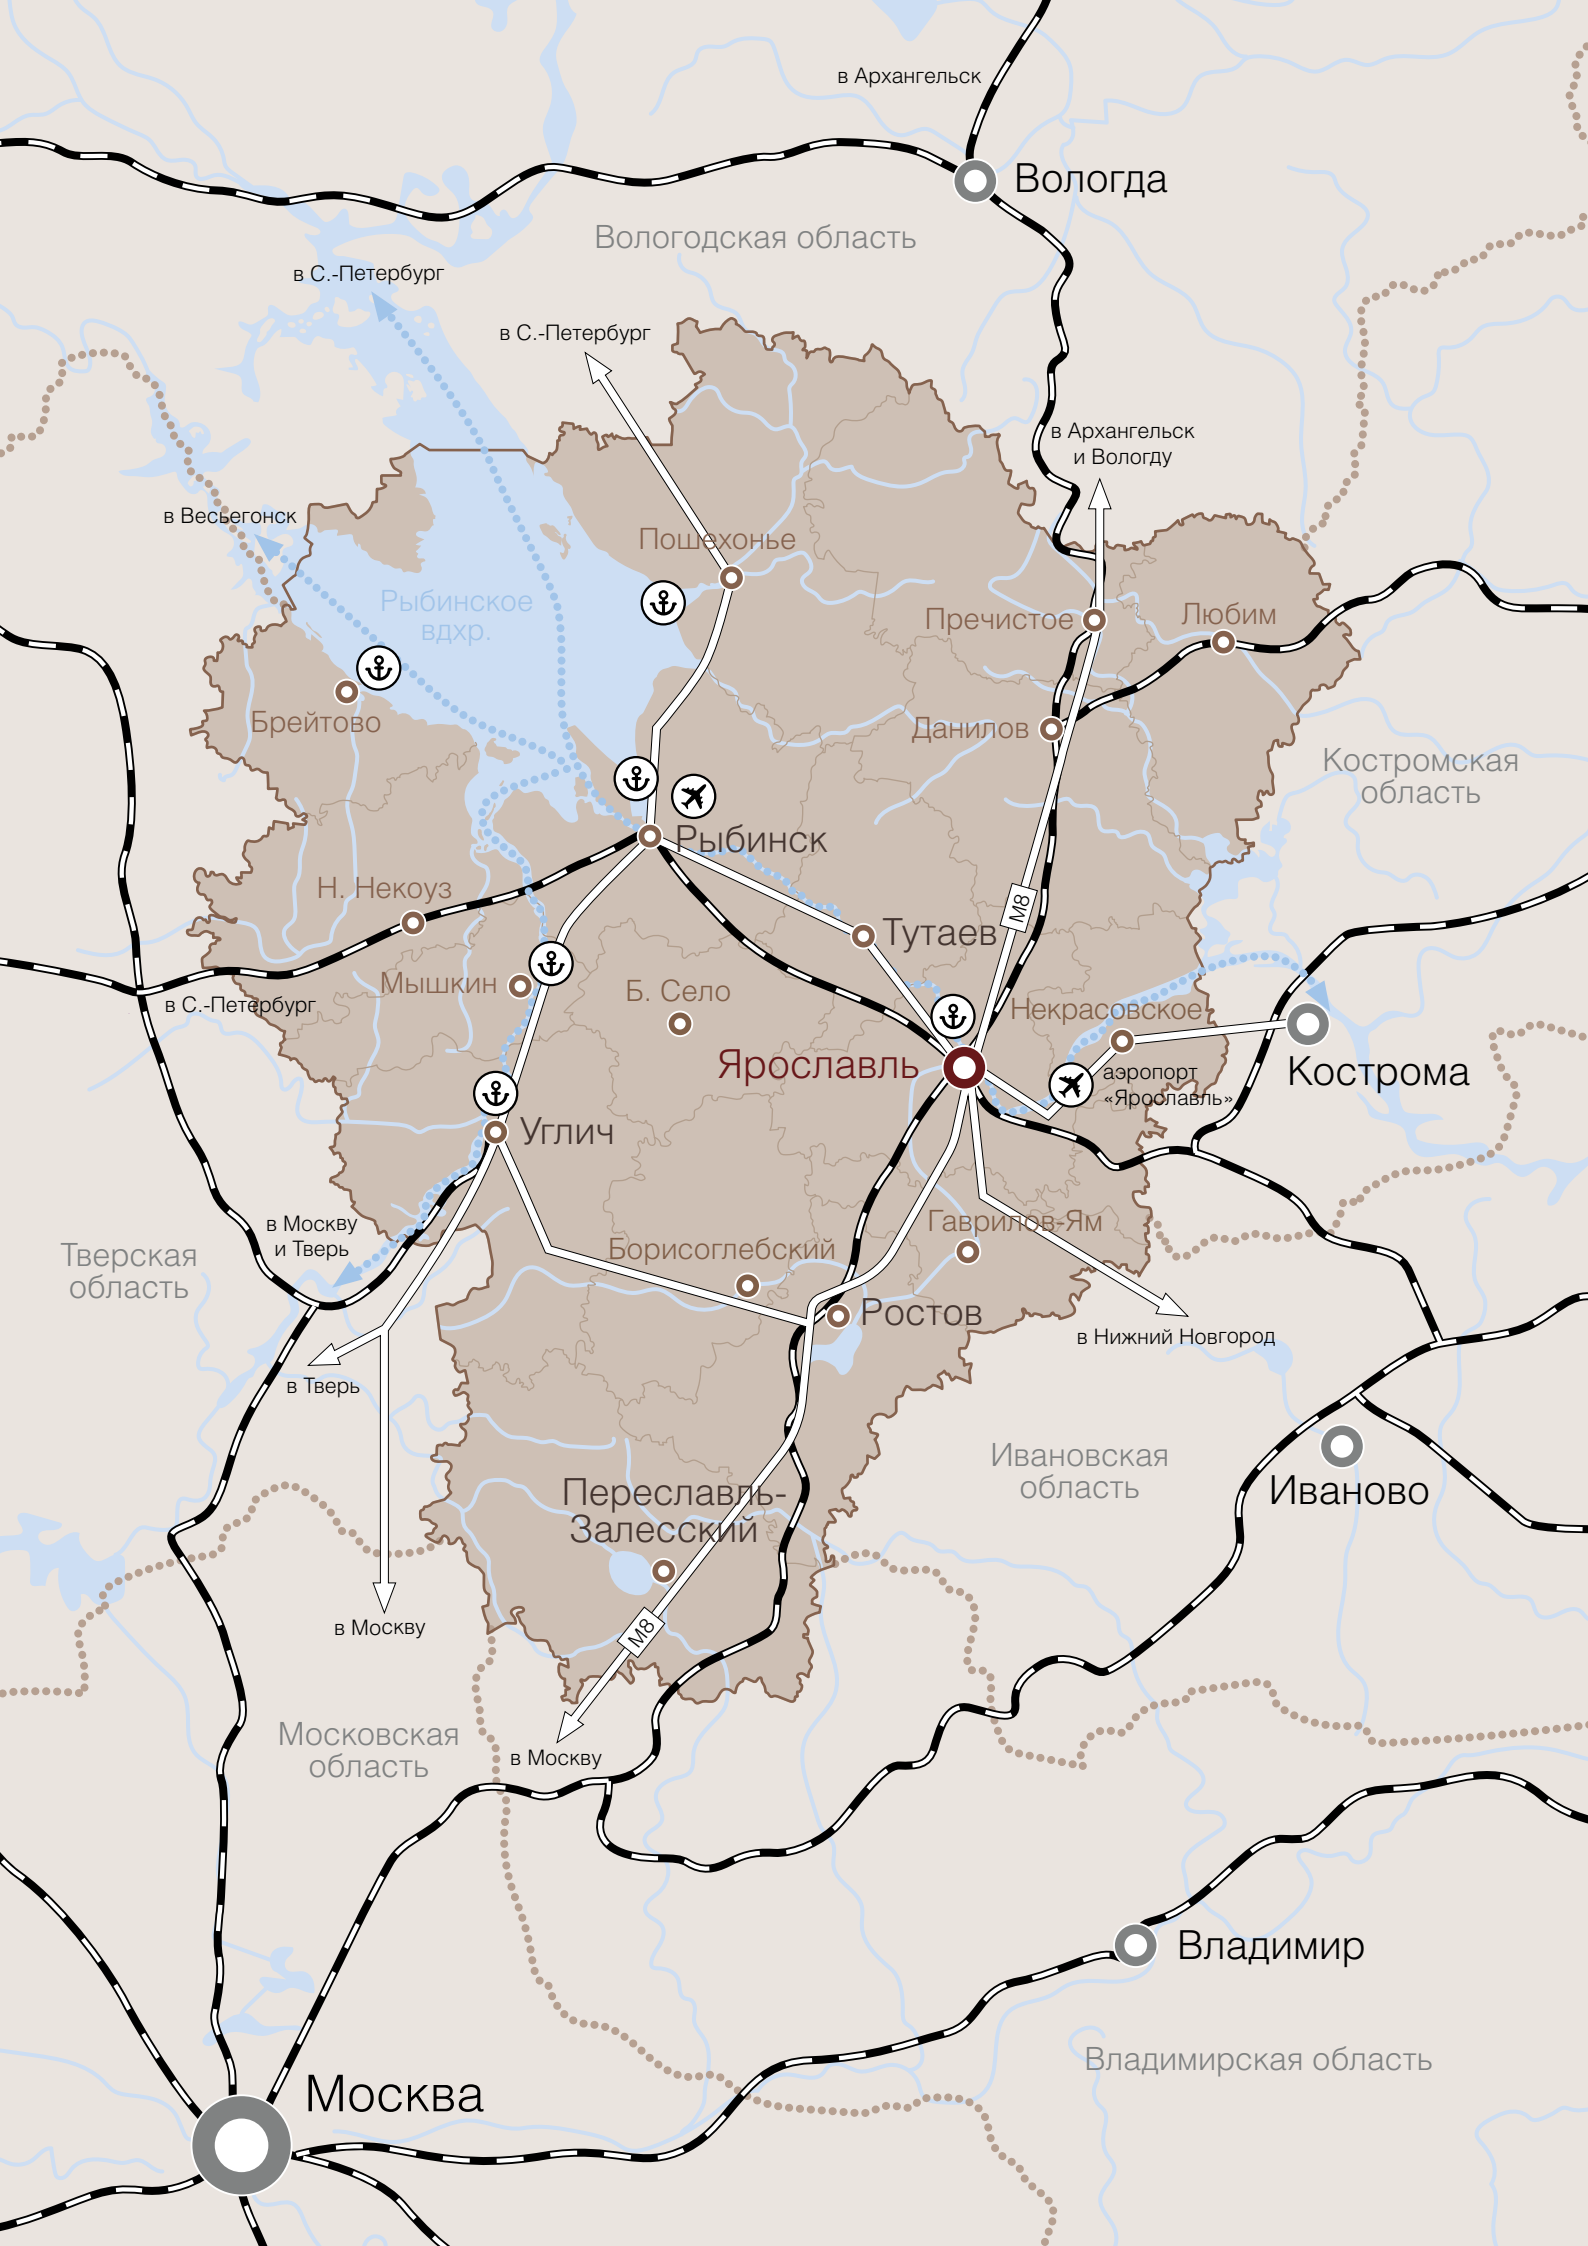 в Архангельск
Вологда
Вологодская область
в С.-Петербург
в С.-Петербург
в Архангельск
и Вологду
в Весьегонск
Пошехонье
Рыбинское
вдхр.
Пречистое
Любим
Брейтово
Данилов
Костромская
область
Рыбинск
Н. Некоуз
М8
Тутаев
Мышкин
Б. Село
в С.-Петербург
Некрасовское
Ярославль
аэропорт
«Ярославль»
Кострома
Углич
в Москву
и Тверь
Гаврилов-Ям
Тверская
область
Борисоглебский
Ростов
в Нижний Новгород
в Тверь
Ивановская
область
Иваново
Переславль-
Залесский
в Москву
М8
Московская
область
в Москву
Владимир
Владимирская область
Москва